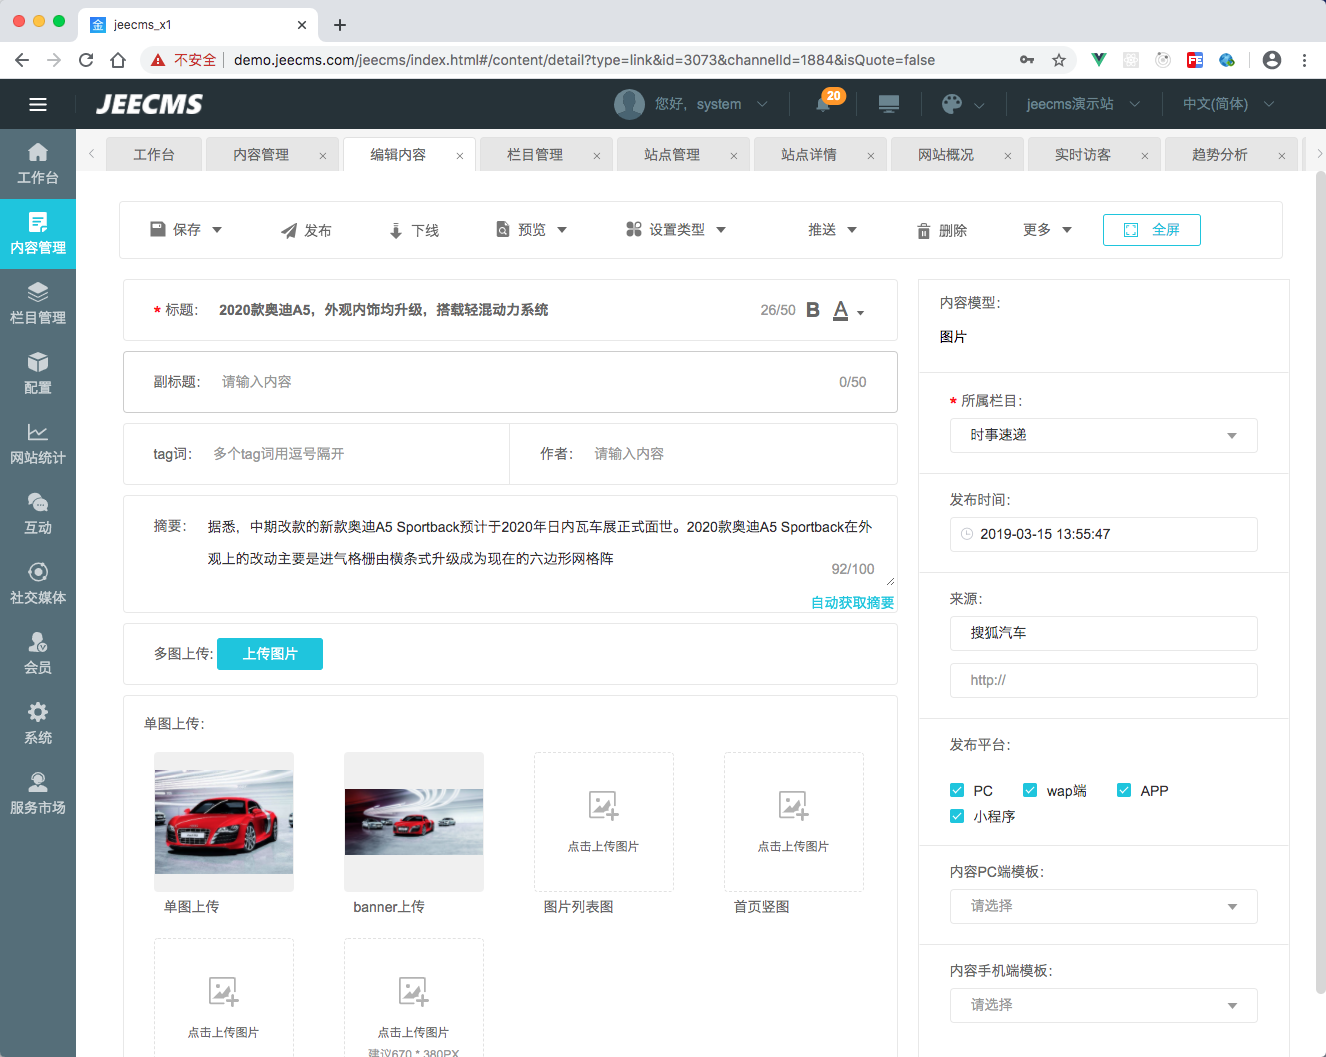 金 jeecms_x1
不安全 demo.jeecms.com/jeecms/index.html#/content/detail?type=link&id=3073&channelId=1884&isQuote=false
FE
JEECMS 您好，system 20 jeecms演示站 中文(简体)
工作台 内容管理 编辑内容 栏目管理 站点管理 站点详情 网站概况 实时访客 趋势分析
工作台
内容管理
栏目管理
配置
网站统计
互动
社交媒体
会员
系统
服务市场
保存 发布 下线 预览 设置类型 推送 删除 更多 全屏
* 标题： 2020款奥迪A5，外观内饰均升级，搭载轻混动力系统 26/50 B A
副标题： 请输入内容 0/50
tag词： 多个tag词用逗号隔开 作者： 请输入内容
摘要： 据悉，中期改款的新款奥迪A5 Sportback预计于2020年日内瓦车展正式面世。2020款奥迪A5 Sportback在外
观上的改动主要是进气格栅由横条式升级成为现在的六边形网格阵
92/100
自动获取摘要
多图上传: 上传图片
单图上传：
点击上传图片 点击上传图片
单图上传 banner上传 图片列表图 首页竖图
点击上传图片 点击上传图片
建议670 * 380PX
内容模型：
图片
* 所属栏目：
时事速递
发布时间：
2019-03-15 13:55:47
来源：
搜狐汽车
http://
发布平台：
PC wap端 APP
小程序
内容PC端模板：
请选择
内容手机端模板：
请选择